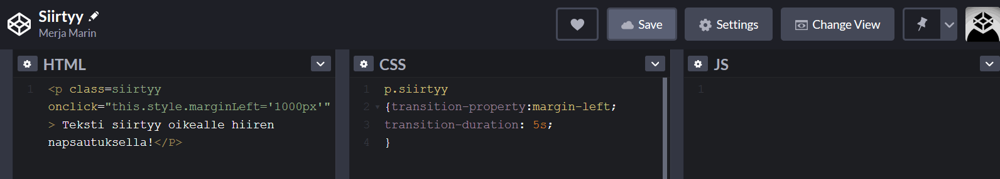 Siirtyy
Merja Marin
Save
Settings
Change View
HTML
1 <p class=siirtyy
onclick="this.style.marginLeft='1000px'"
> Teksti siirtyy oikealle hiiren
napsautuksella!</P>
CSS
1 p.siirtyy
2 {transition-property:margin-left;
3 transition-duration: 5s;
4 }
JS
1